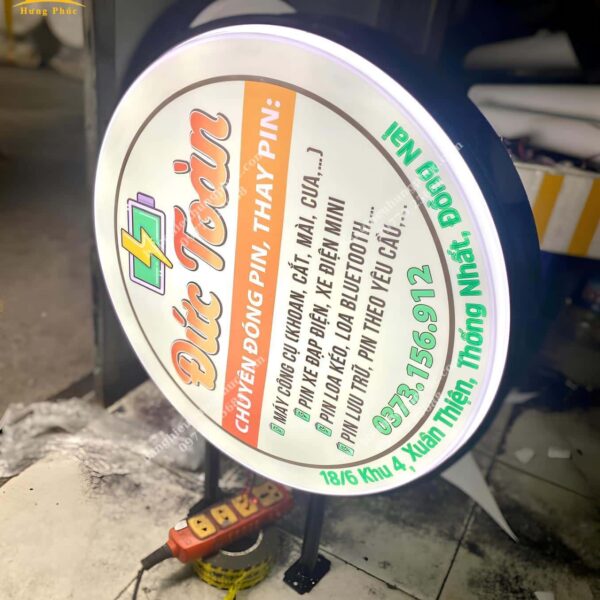 Hưng Phúc
Đức Toàn
CHUYÊN ĐÓNG PIN, THAY PIN:
MÁY CÔNG CỤ (KHOAN, CẮT, MÀI, CƯA,...)
PIN XE ĐẠP ĐIỆN, XE ĐIỆN MINI
PIN LOA KÉO, LOA BLUETOOTH,...
PIN LƯU TRỮ, PIN THEO YÊU CẦU,...
0373.156.912
18/6 Khu 4, Xuân Thiện, Thống Nhất, Đồng Nai